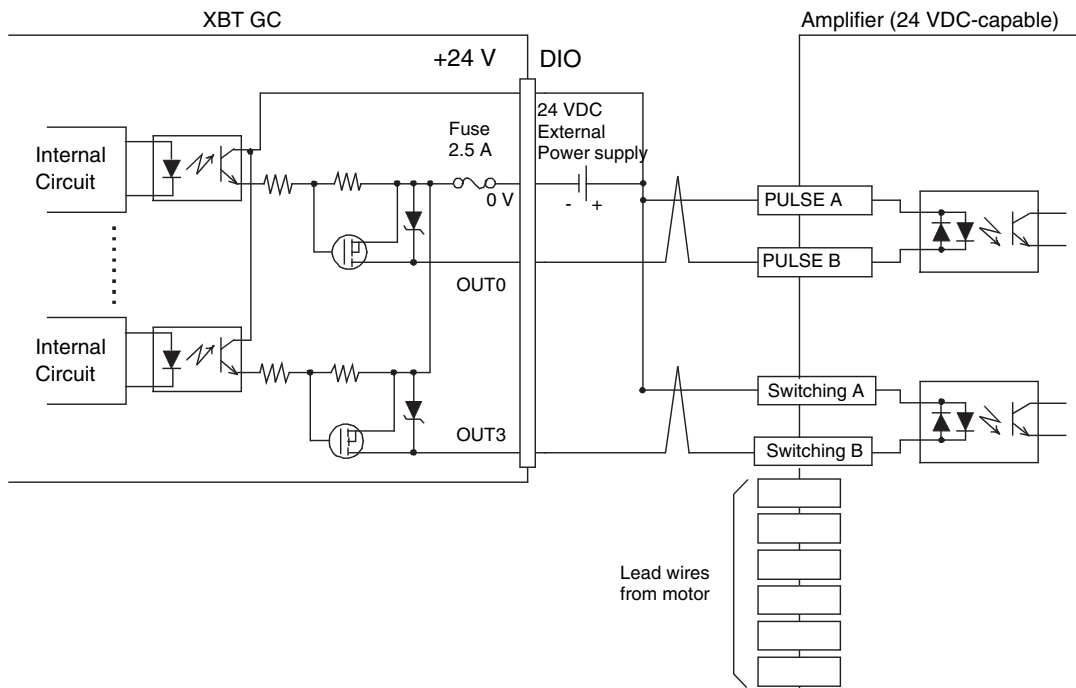 XBT GC
Amplifier (24 VDC-capable)
+24 V
DIO
24 VDC
External
Power supply
Fuse
2.5 A
0 V
- +
Internal
Circuit
PULSE A
PULSE B
OUT0
Internal
Circuit
Switching A
OUT3
Switching B
Lead wires
from motor